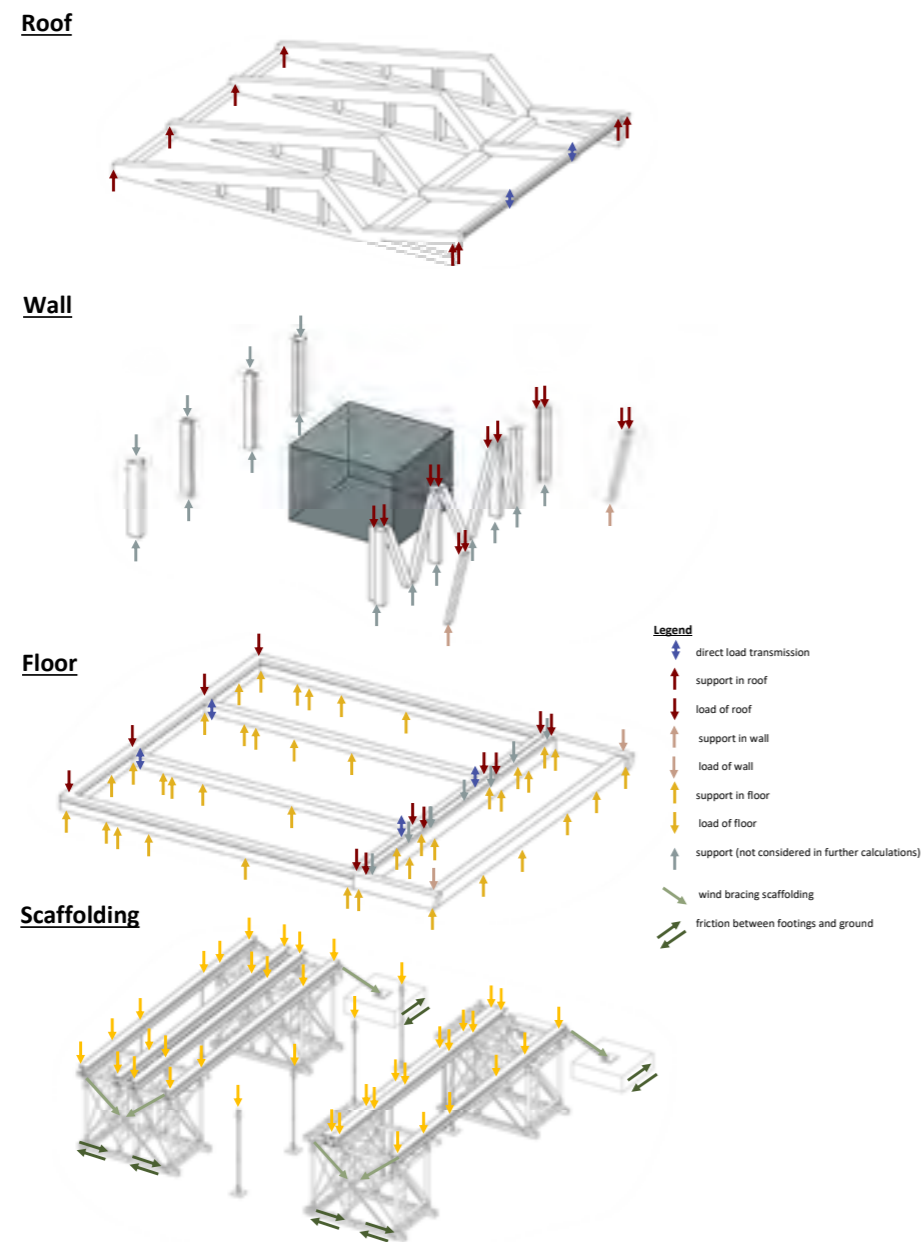 Roof
Wall
Floor
Legend
direct load transmission
support in roof
load of roof
support in wall
load of wall
support in floor
load of floor
support (not considered in further calculations)
wind bracing scaffolding
friction between footings and ground
Scaffolding